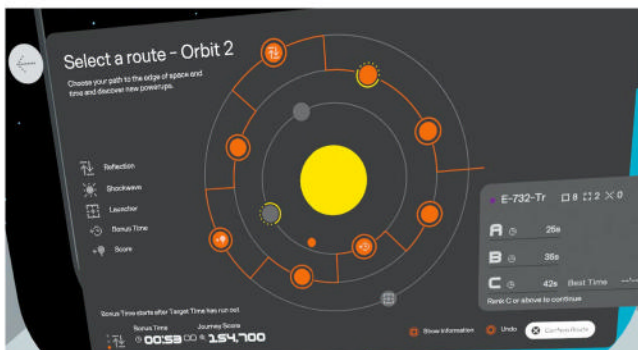 Select a route - Orbit 2
Choose your path to the edge of space and
time and discover new powerups.
Reflection
Shockwave
Launcher
Bonus Time
Score
E-732-Tr 8 2 0
A 25s
B 36s
C 42s Best Time --:--
Rank C or above to continue
Bonus Time starts after Target Time has run out
Bonus Time Journey Score
00:53 154,700
Show Information Undo Confirm Route